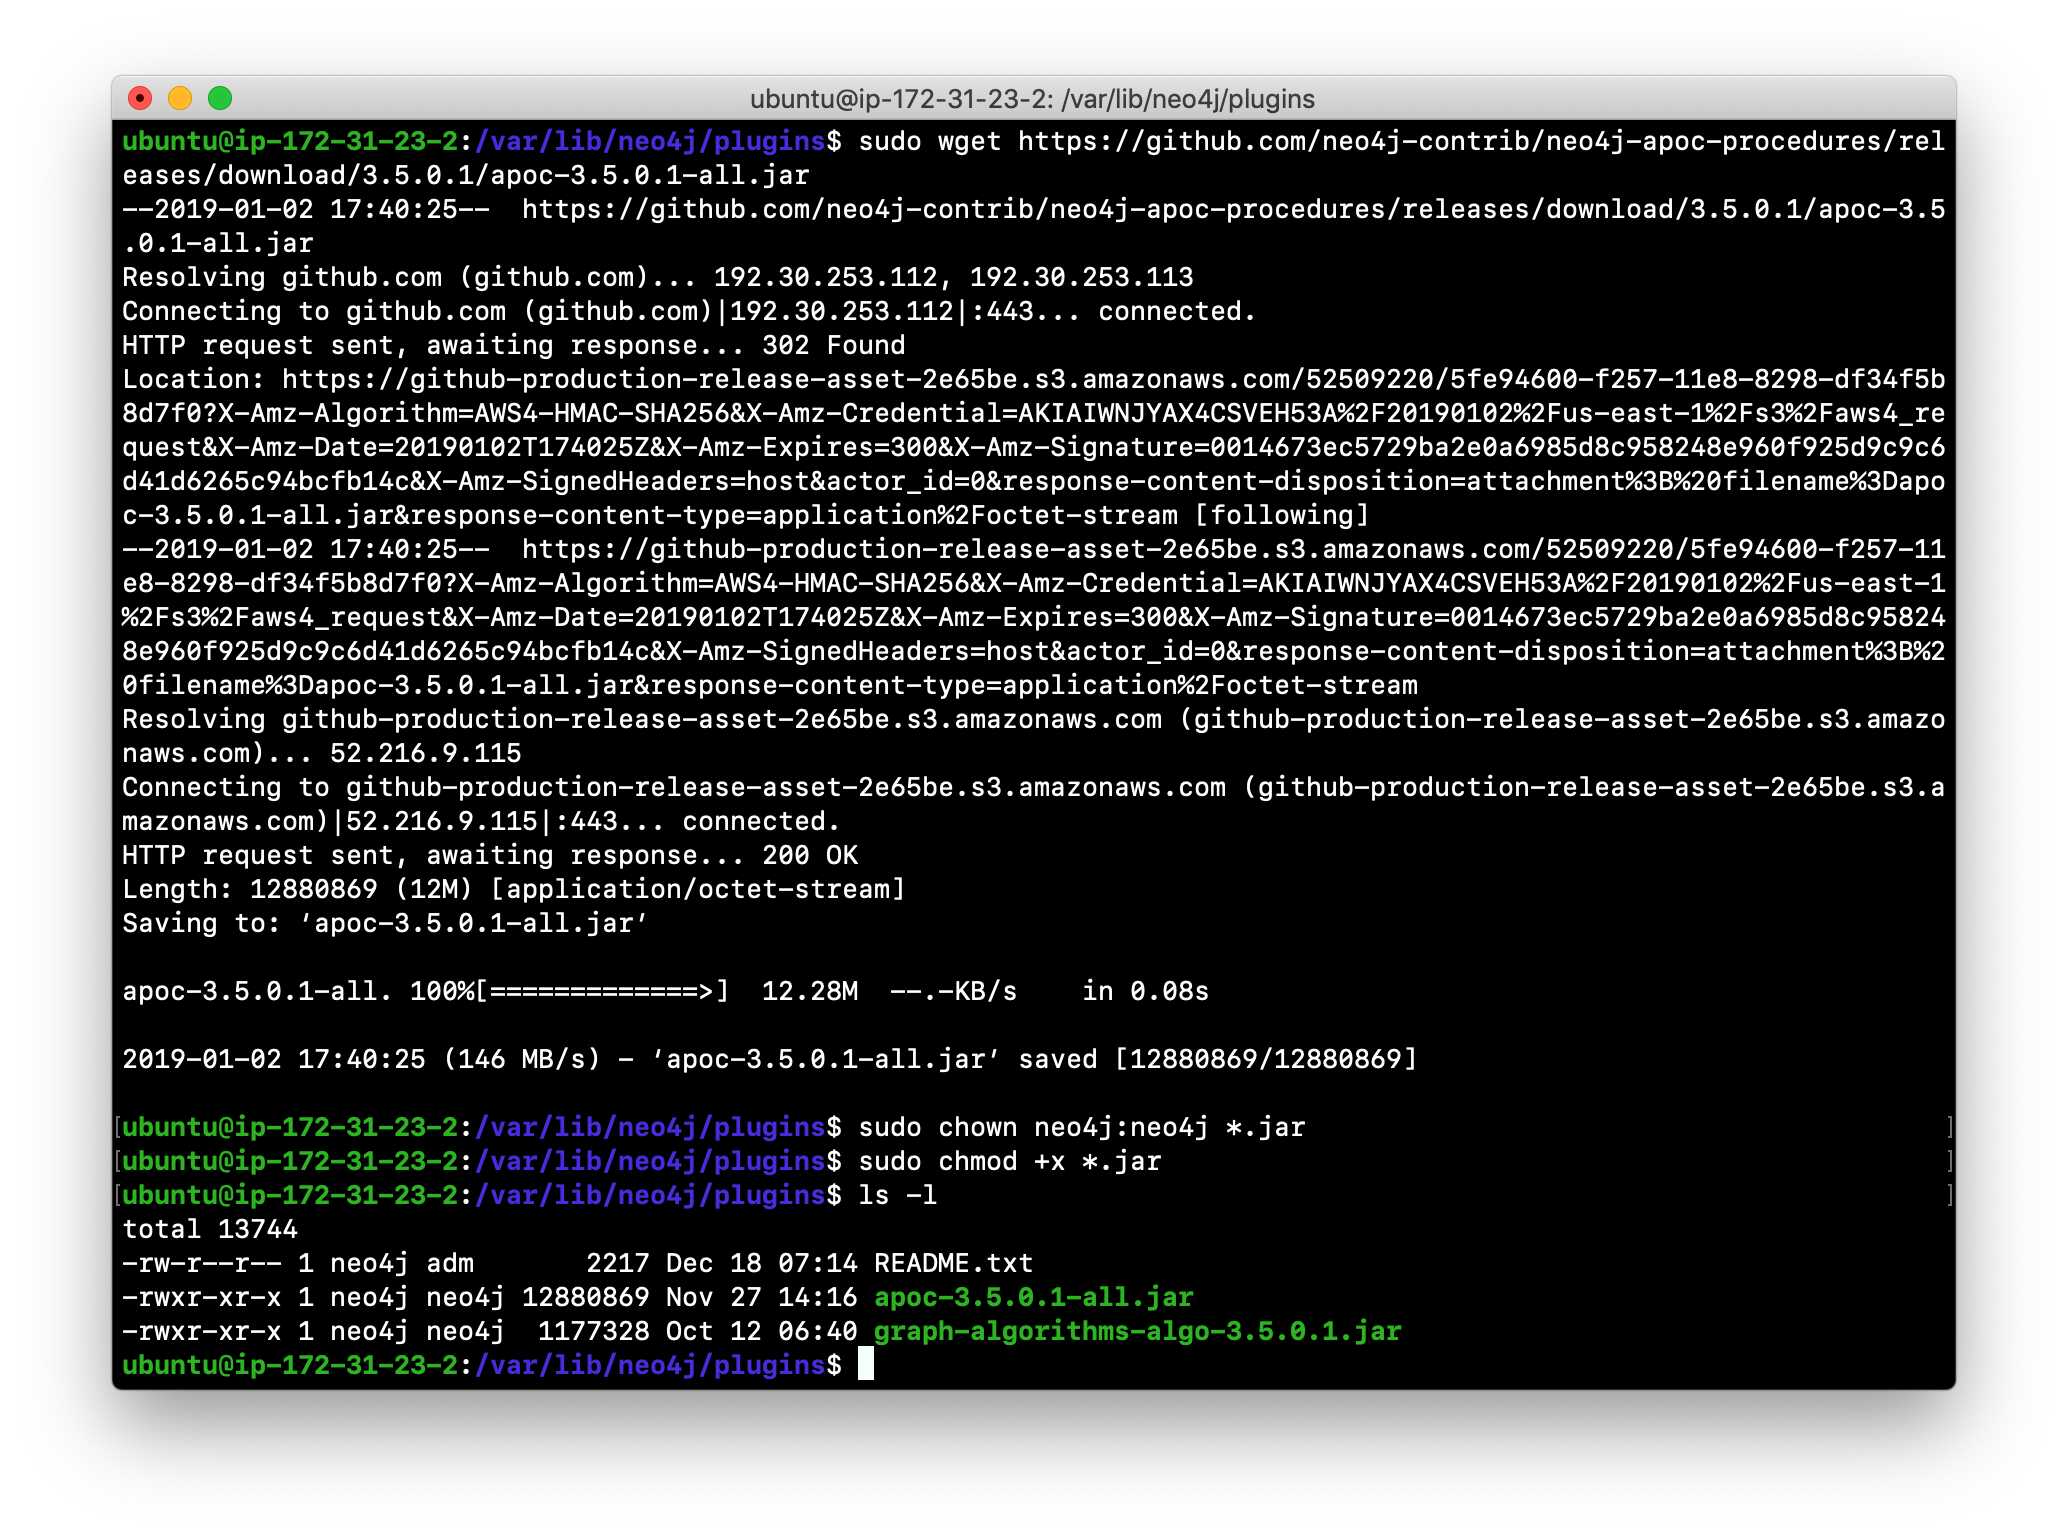 ubuntu@ip-172-31-23-2: /var/lib/neo4j/plugins
ubuntu@ip-172-31-23-2:/var/lib/neo4j/plugins$ sudo wget https://github.com/neo4j-contrib/neo4j-apoc-procedures/rel
eases/download/3.5.0.1/apoc-3.5.0.1-all.jar
--2019-01-02 17:40:25--  https://github.com/neo4j-contrib/neo4j-apoc-procedures/releases/download/3.5.0.1/apoc-3.5
.0.1-all.jar
Resolving github.com (github.com)... 192.30.253.112, 192.30.253.113
Connecting to github.com (github.com)|192.30.253.112|:443... connected.
HTTP request sent, awaiting response... 302 Found
Location: https://github-production-release-asset-2e65be.s3.amazonaws.com/52509220/5fe94600-f257-11e8-8298-df34f5b
8d7f0?X-Amz-Algorithm=AWS4-HMAC-SHA256&X-Amz-Credential=AKIAIWNJYAX4CSVEH53A%2F20190102%2Fus-east-1%2Fs3%2Faws4_re
quest&X-Amz-Date=20190102T174025Z&X-Amz-Expires=300&X-Amz-Signature=0014673ec5729ba2e0a6985d8c958248e960f925d9c9c6
d41d6265c94bcfb14c&X-Amz-SignedHeaders=host&actor_id=0&response-content-disposition=attachment%3B%20filename%3Dapo
c-3.5.0.1-all.jar&response-content-type=application%2Foctet-stream [following]
--2019-01-02 17:40:25--  https://github-production-release-asset-2e65be.s3.amazonaws.com/52509220/5fe94600-f257-11
e8-8298-df34f5b8d7f0?X-Amz-Algorithm=AWS4-HMAC-SHA256&X-Amz-Credential=AKIAIWNJYAX4CSVEH53A%2F20190102%2Fus-east-1
%2Fs3%2Faws4_request&X-Amz-Date=20190102T174025Z&X-Amz-Expires=300&X-Amz-Signature=0014673ec5729ba2e0a6985d8c95824
8e960f925d9c9c6d41d6265c94bcfb14c&X-Amz-SignedHeaders=host&actor_id=0&response-content-disposition=attachment%3B%2
0filename%3Dapoc-3.5.0.1-all.jar&response-content-type=application%2Foctet-stream
Resolving github-production-release-asset-2e65be.s3.amazonaws.com (github-production-release-asset-2e65be.s3.amazo
naws.com)... 52.216.9.115
Connecting to github-production-release-asset-2e65be.s3.amazonaws.com (github-production-release-asset-2e65be.s3.a
mazonaws.com)|52.216.9.115|:443... connected.
HTTP request sent, awaiting response... 200 OK
Length: 12880869 (12M) [application/octet-stream]
Saving to: ‘apoc-3.5.0.1-all.jar’
apoc-3.5.0.1-all. 100%[=============>]  12.28M  --.-KB/s    in 0.08s
2019-01-02 17:40:25 (146 MB/s) - ‘apoc-3.5.0.1-all.jar’ saved [12880869/12880869]
[ubuntu@ip-172-31-23-2:/var/lib/neo4j/plugins$ sudo chown neo4j:neo4j *.jar ]
[ubuntu@ip-172-31-23-2:/var/lib/neo4j/plugins$ sudo chmod +x *.jar ]
[ubuntu@ip-172-31-23-2:/var/lib/neo4j/plugins$ ls -l ]
total 13744
-rw-r--r-- 1 neo4j adm       2217 Dec 18 07:14 README.txt
-rwxr-xr-x 1 neo4j neo4j 12880869 Nov 27 14:16 apoc-3.5.0.1-all.jar
-rwxr-xr-x 1 neo4j neo4j  1177328 Oct 12 06:40 graph-algorithms-algo-3.5.0.1.jar
ubuntu@ip-172-31-23-2:/var/lib/neo4j/plugins$